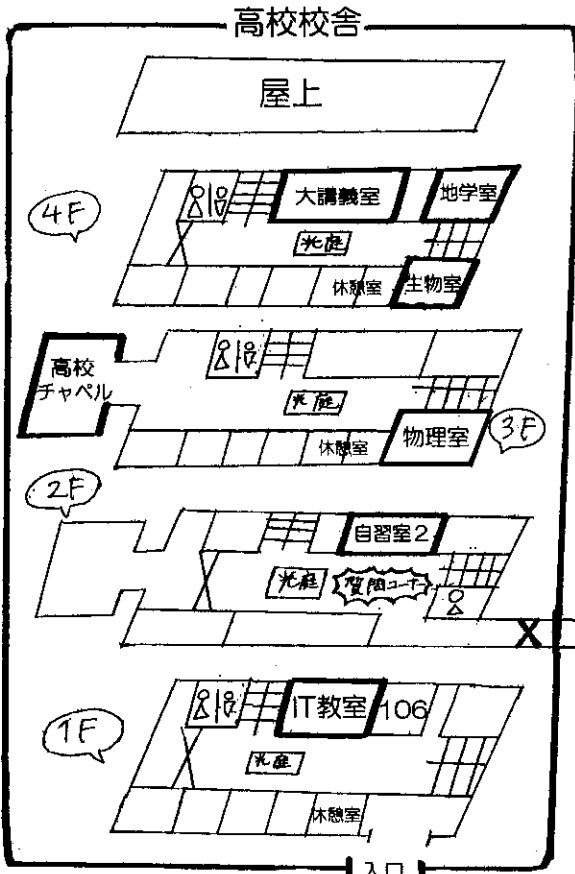 高校校舎
屋上
4F
大講義室
地学室
光庭
休憩室
生物室
高校
チャペル
光庭
休憩室
物理室
3F
2F
自習室2
光庭
質問コーナー
X
1F
IT教室
106
光庭
休憩室
入口